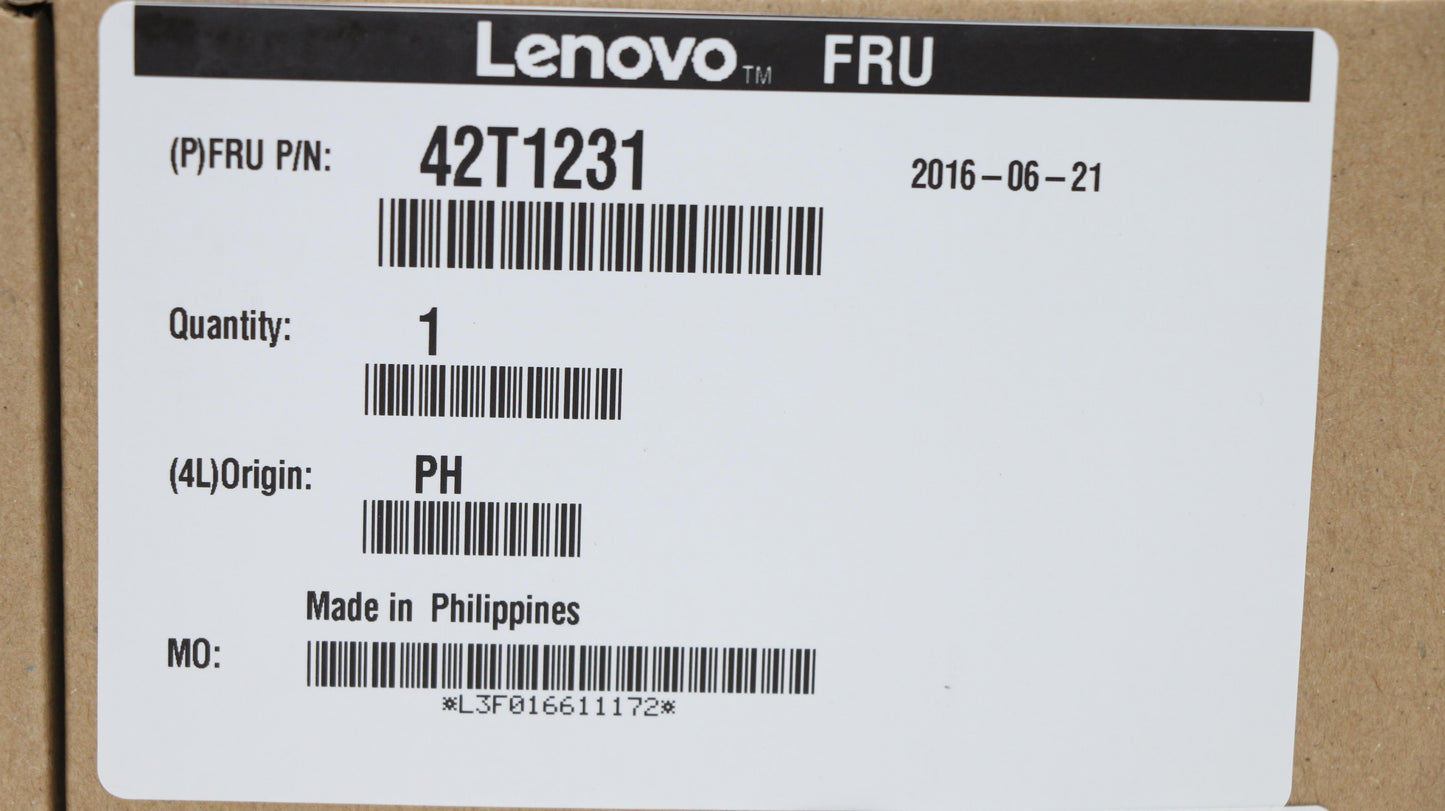 Lenovo™ FRU
(P)FRU P/N: 42T1231 2016-06-21
Quantity: 1
(4L)Origin: PH
Made in Philippines
MO:
*L3F016611172*